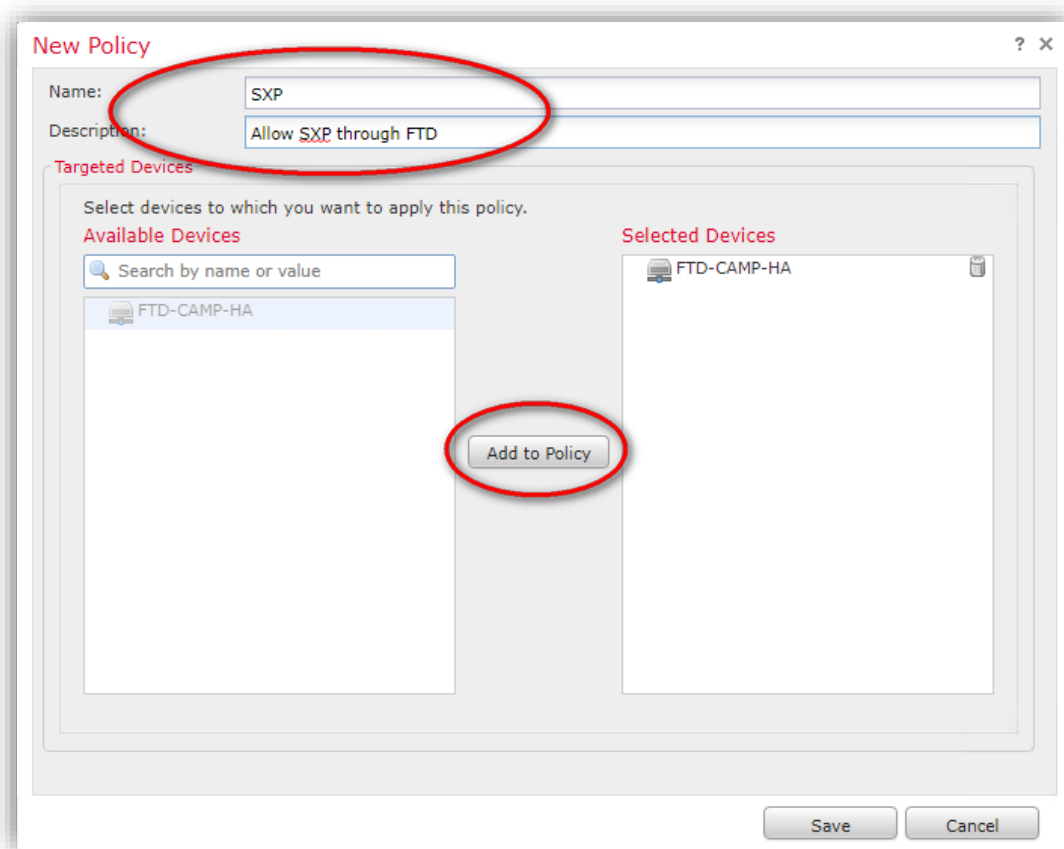 New Policy ? ×
Name: SXP
Description: Allow SXP through FTD
Targeted Devices
Select devices to which you want to apply this policy.
Available Devices
Search by name or value
FTD-CAMP-HA
Add to Policy
Selected Devices
FTD-CAMP-HA
Save Cancel